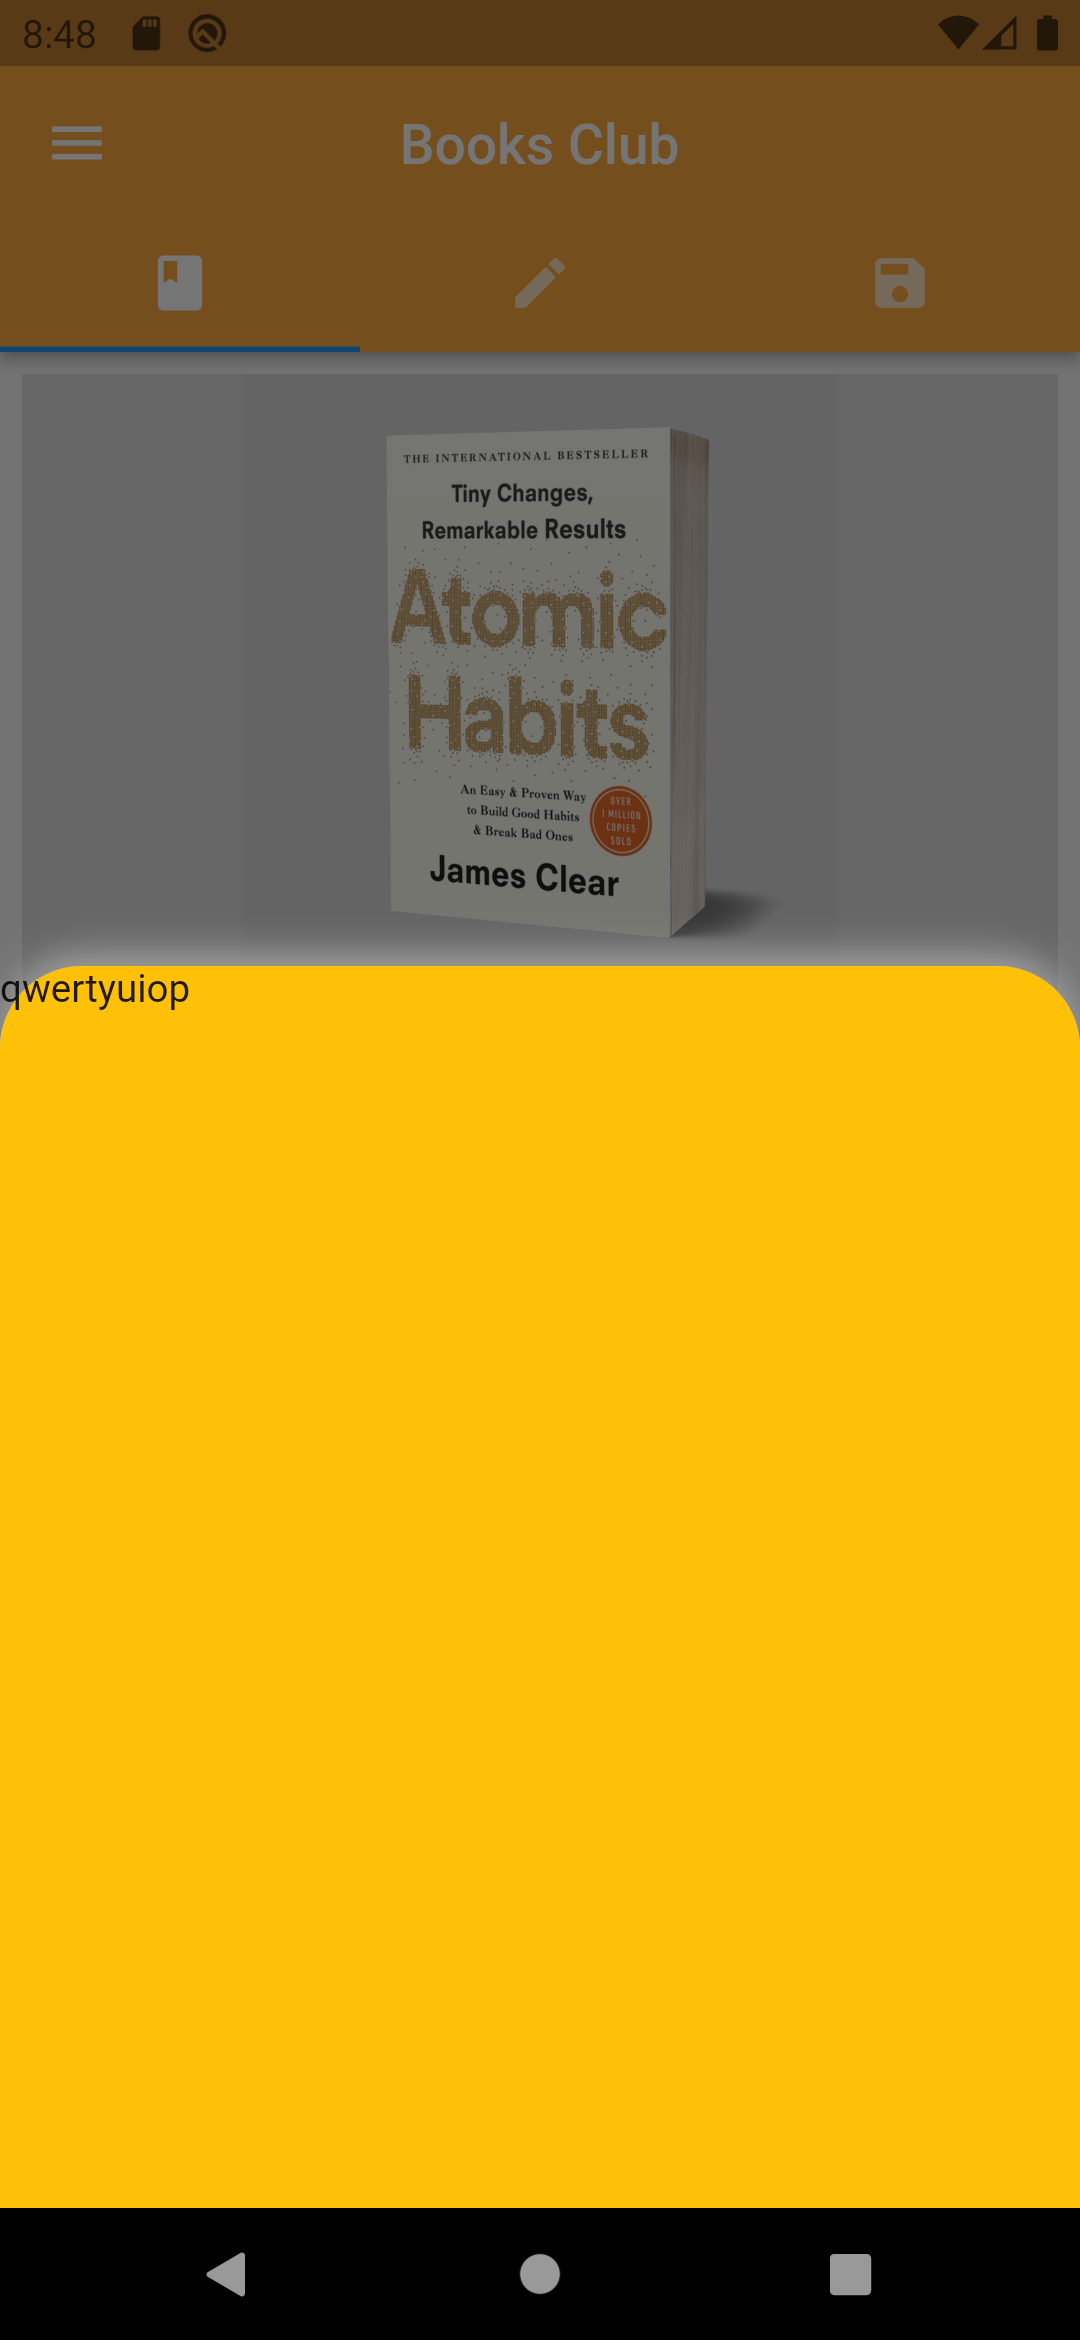 8:48
Books Club
THE INTERNATIONAL BESTSELLER
Tiny Changes,
Remarkable Results
Atomic
Habits
An Easy & Proven Way
to Build Good Habits
& Break Bad Ones
OVER
1 MILLION
COPIES
SOLD
James Clear
qwertyuiop